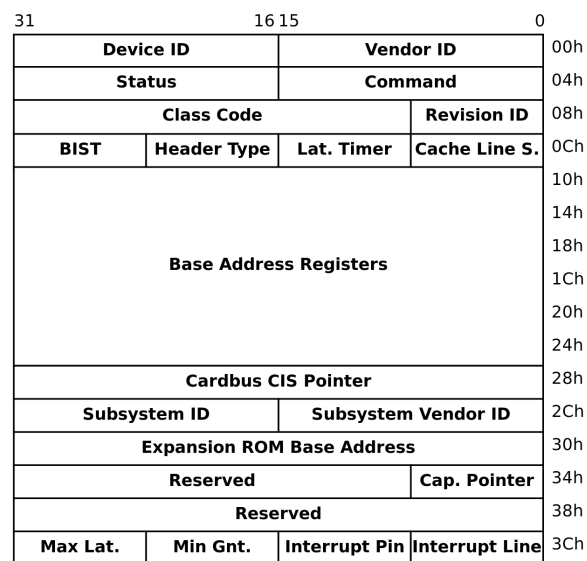 31 16 15 0
Device ID Vendor ID 00h
Status Command 04h
Class Code Revision ID 08h
BIST Header Type Lat. Timer Cache Line S. 0Ch
10h
14h
18h
Base Address Registers
1Ch
20h
24h
Cardbus CIS Pointer 28h
Subsystem ID Subsystem Vendor ID 2Ch
Expansion ROM Base Address 30h
Reserved Cap. Pointer 34h
Reserved 38h
Max Lat. Min Gnt. Interrupt Pin Interrupt Line 3Ch